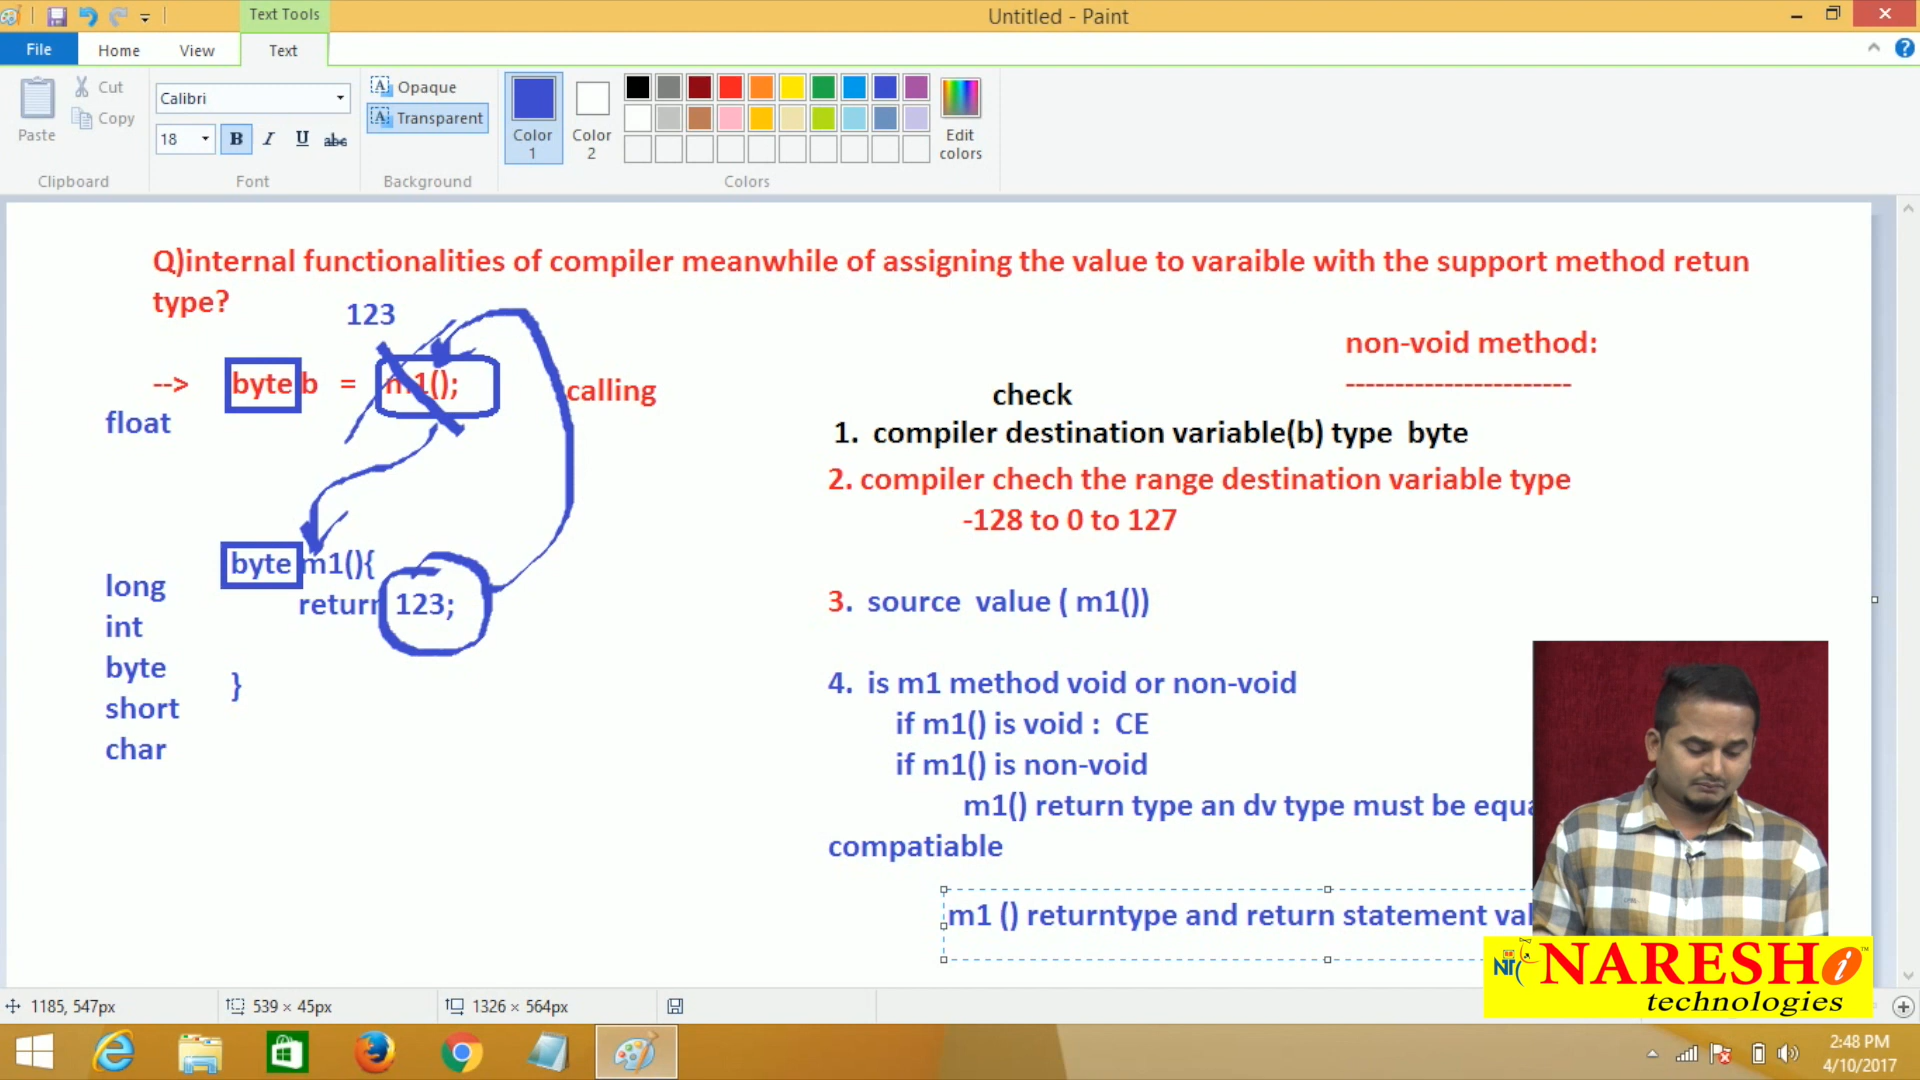 Text Tools
Untitled - Paint
File
Home
View
Text
Paste
Cut
Copy
Clipboard
Calibri
18
B
I
U
abc
Font
A Opaque
A Transparent
Background
Color
1
Color
2
Edit
colors
Colors
Q)internal functionalities of compiler meanwhile of assigning the value to varaible with the support method retun
type?
123
non-void method:
-----------------------
--> byte b = m1();
calling
float
check
1. compiler destination variable(b) type byte
2. compiler chech the range destination variable type
-128 to 0 to 127
byte m1(){
return 123;
}
long
int
byte
short
char
3. source value ( m1())
4. is m1 method void or non-void
if m1() is void : CE
if m1() is non-void
m1() return type an dv type must be equa
compatiable
m1 () returntype and return statement val
NARESH i
technologies
1185, 547px
539 × 45px
1326 × 564px
2:48 PM
4/10/2017